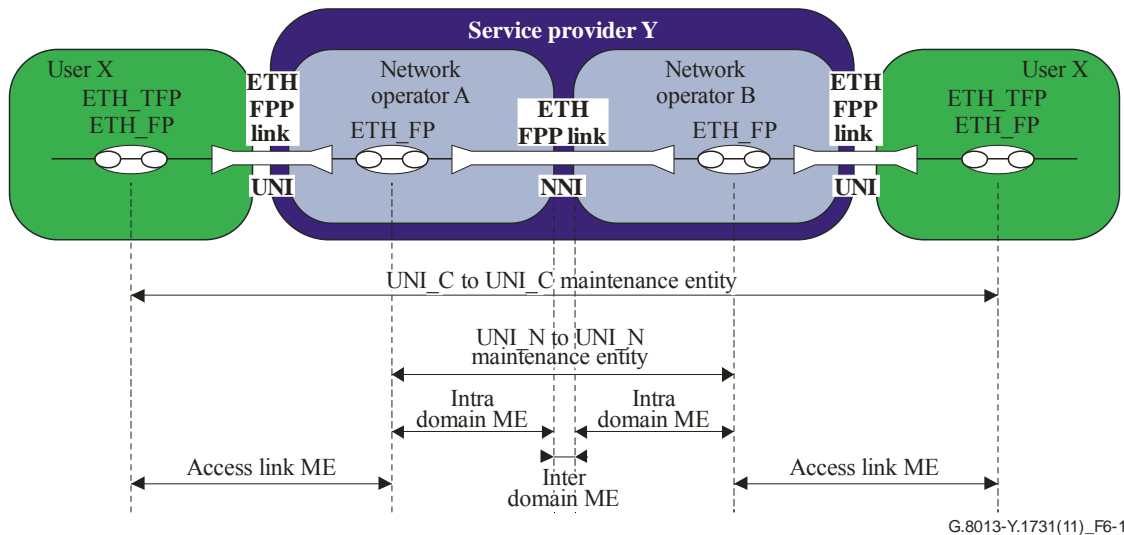 Service provider Y
User X
ETH_TFP
ETH_FP
ETH
FPP
link
UNI
Network
operator A
ETH_FP
ETH
FPP link
NNI
Network
operator B
ETH_FP
ETH
FPP
link
UNI
User X
ETH_TFP
ETH_FP
UNI_C to UNI_C maintenance entity
UNI_N to UNI_N
maintenance entity
Intra
domain ME
Intra
domain ME
Access link ME
Inter
domain ME
Access link ME
G.8013-Y.1731(11)_F6-1